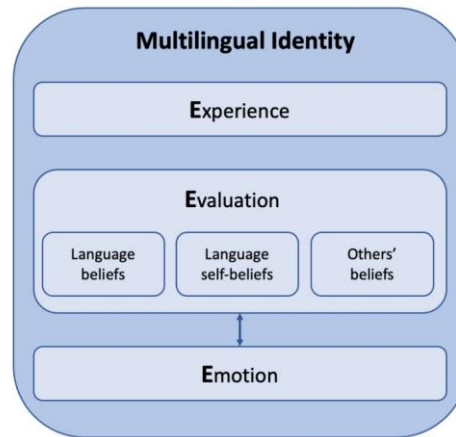 Multilingual Identity
Experience
Evaluation
Language
beliefs
Language
self-beliefs
Others'
beliefs
Emotion